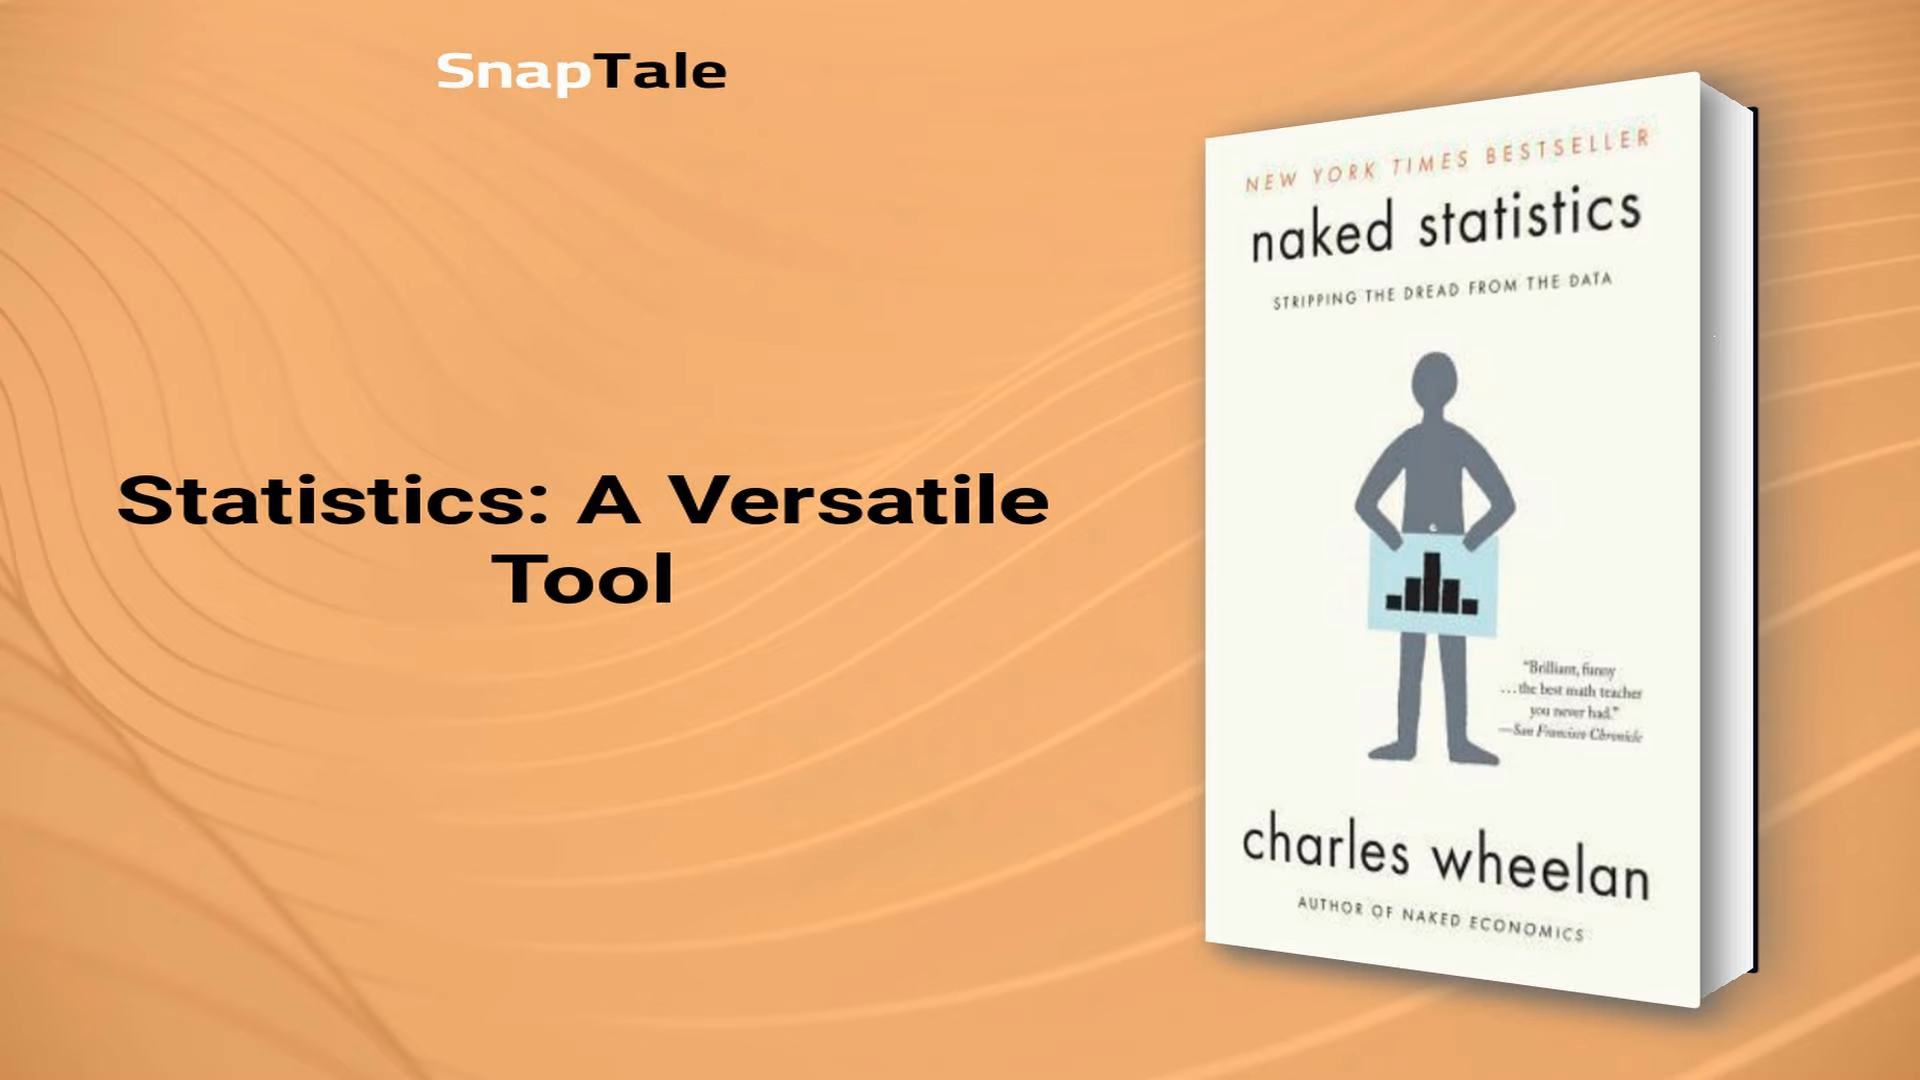 SnapTale
Statistics: A Versatile
Tool
NEW YORK TIMES BESTSELLER
naked statistics
STRIPPING THE DREAD FROM THE DATA
"Brilliant, funny
...the best math teacher
you never had."
—San Francisco Chronicle
charles wheelan
AUTHOR OF NAKED ECONOMICS